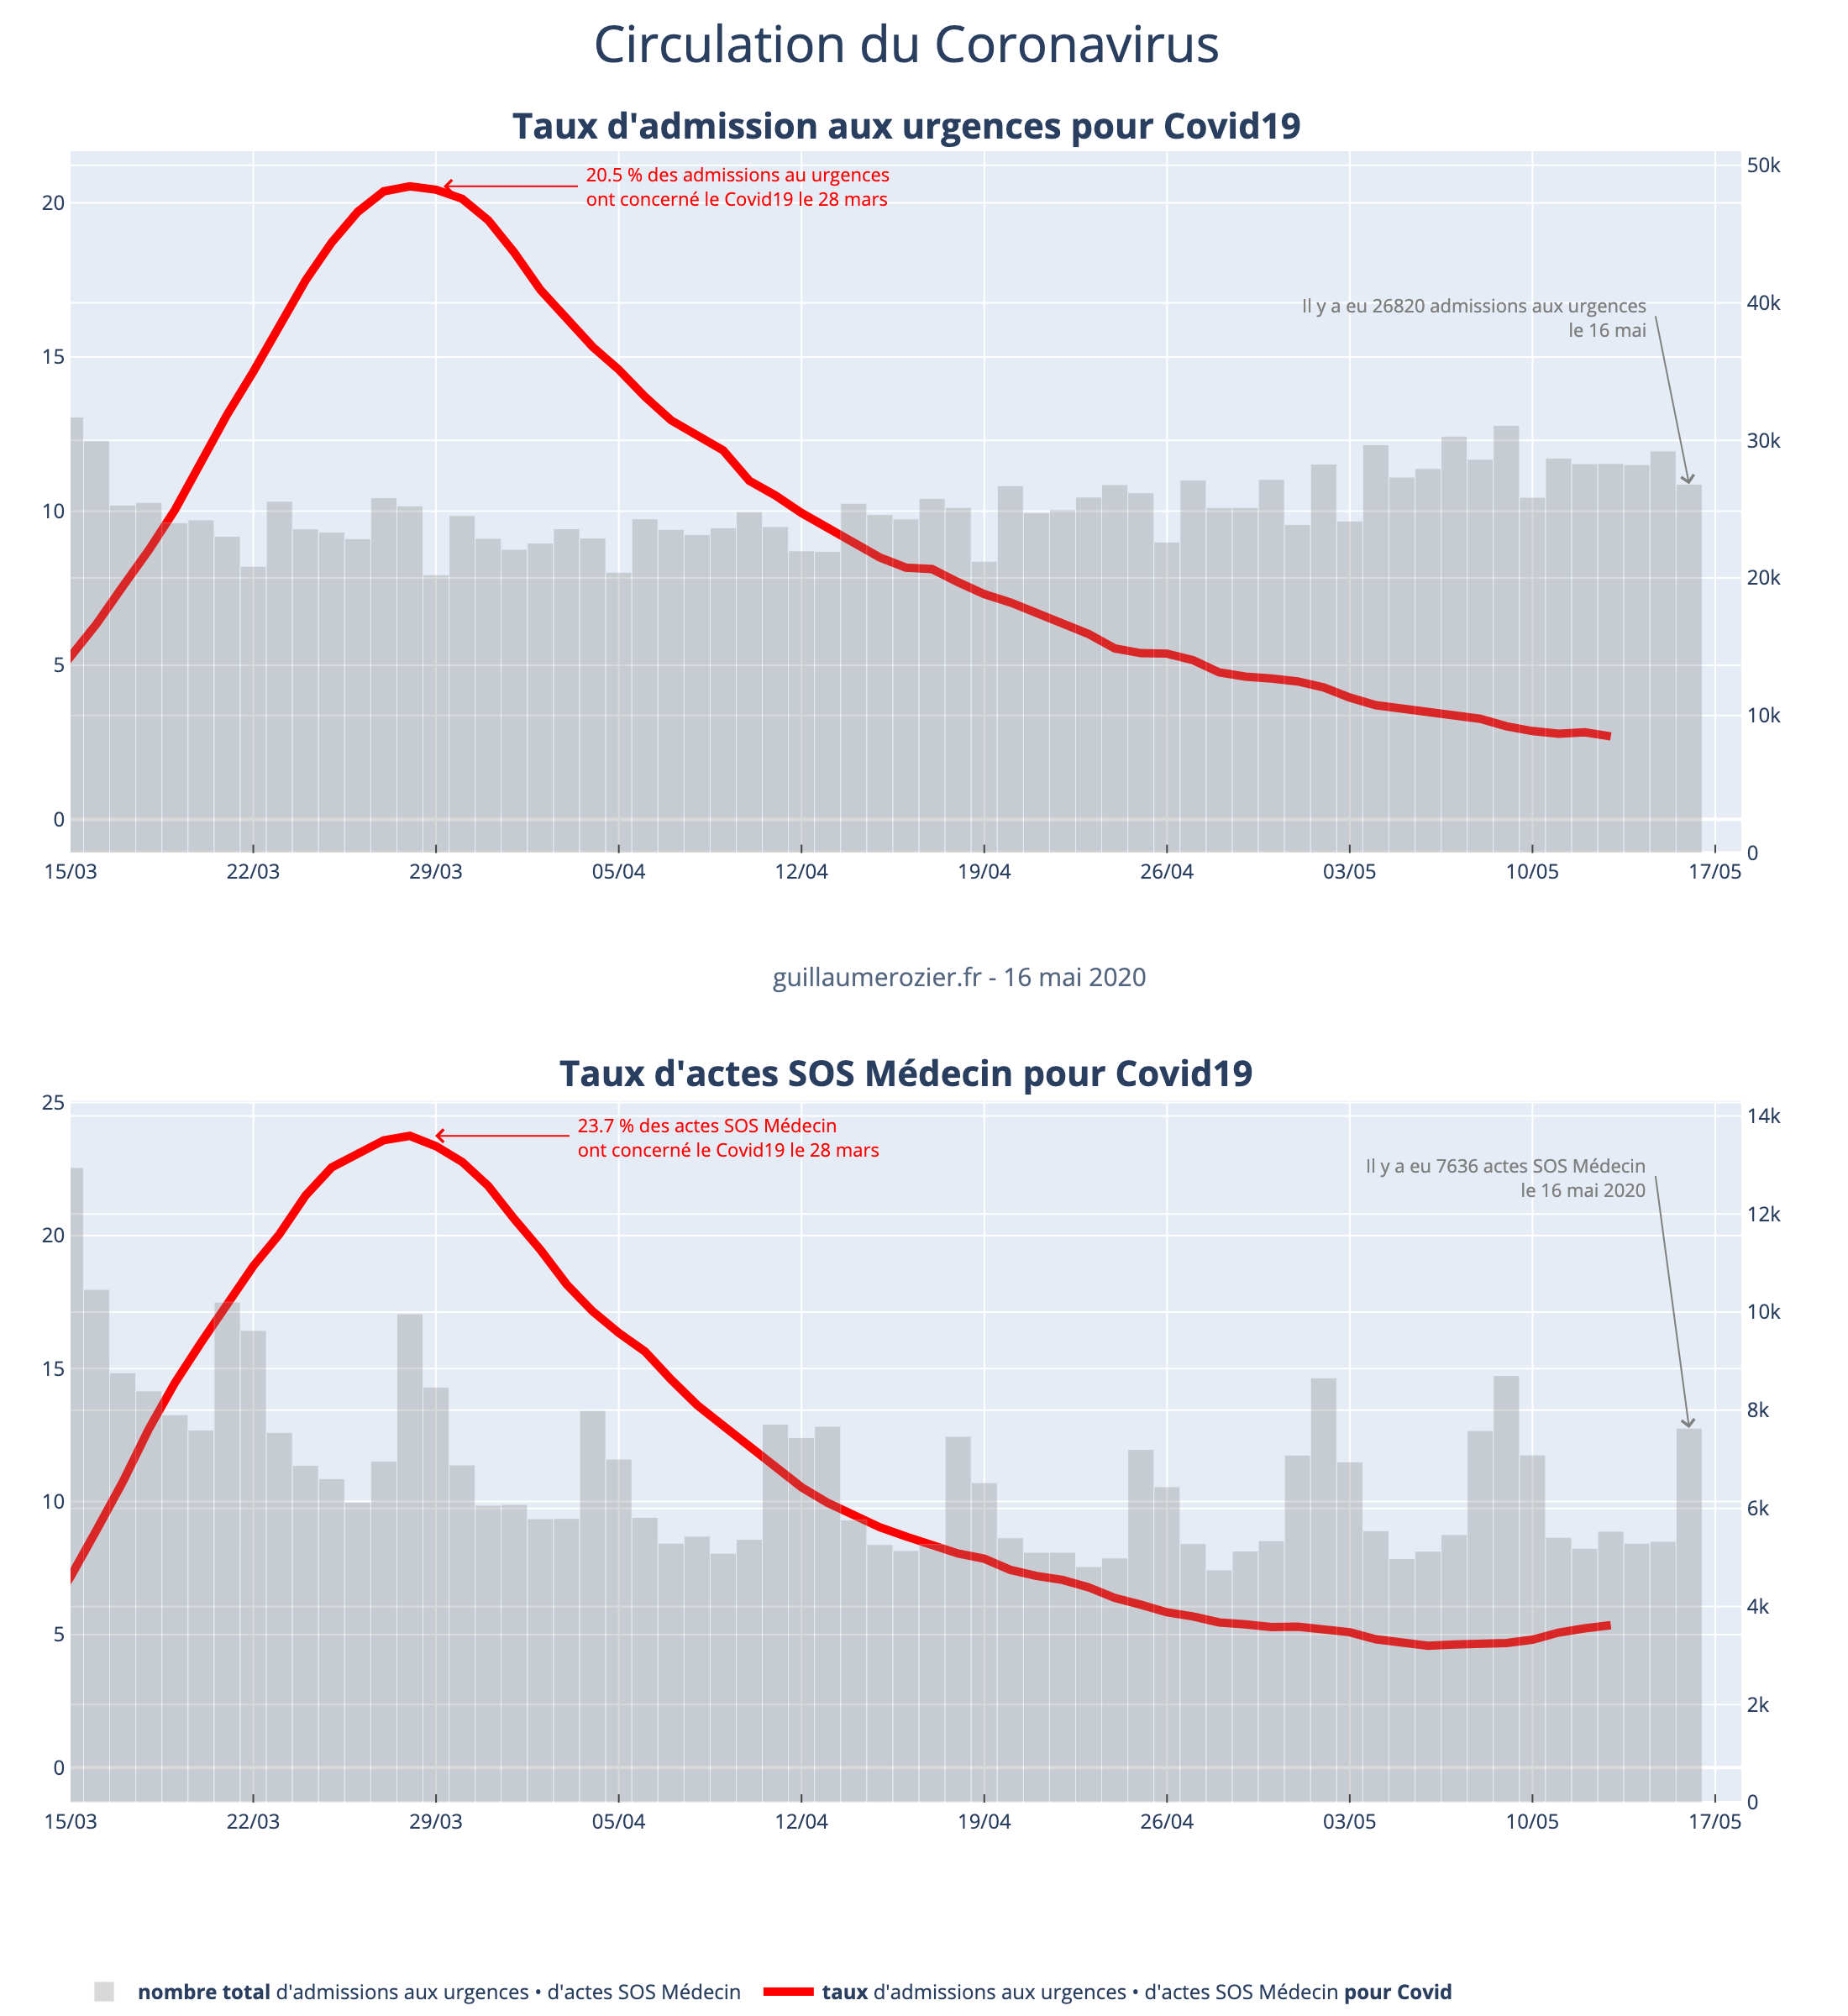 Circulation du Coronavirus
Taux d'admission aux urgences pour Covid19
20.5 % des admissions au urgences
ont concerné le Covid19 le 28 mars
Il y a eu 26820 admissions aux urgences
le 16 mai
20
15
10
5
0
50k
40k
30k
20k
10k
0
15/03 22/03 29/03 05/04 12/04 19/04 26/04 03/05 10/05 17/05
guillaumerozier.fr - 16 mai 2020
Taux d'actes SOS Médecin pour Covid19
23.7 % des actes SOS Médecin
ont concerné le Covid19 le 28 mars
Il y a eu 7636 actes SOS Médecin
le 16 mai 2020
25
20
15
10
5
0
14k
12k
10k
8k
6k
4k
2k
0
15/03 22/03 29/03 05/04 12/04 19/04 26/04 03/05 10/05 17/05
nombre total d'admissions aux urgences • d'actes SOS Médecin
taux d'admissions aux urgences • d'actes SOS Médecin pour Covid